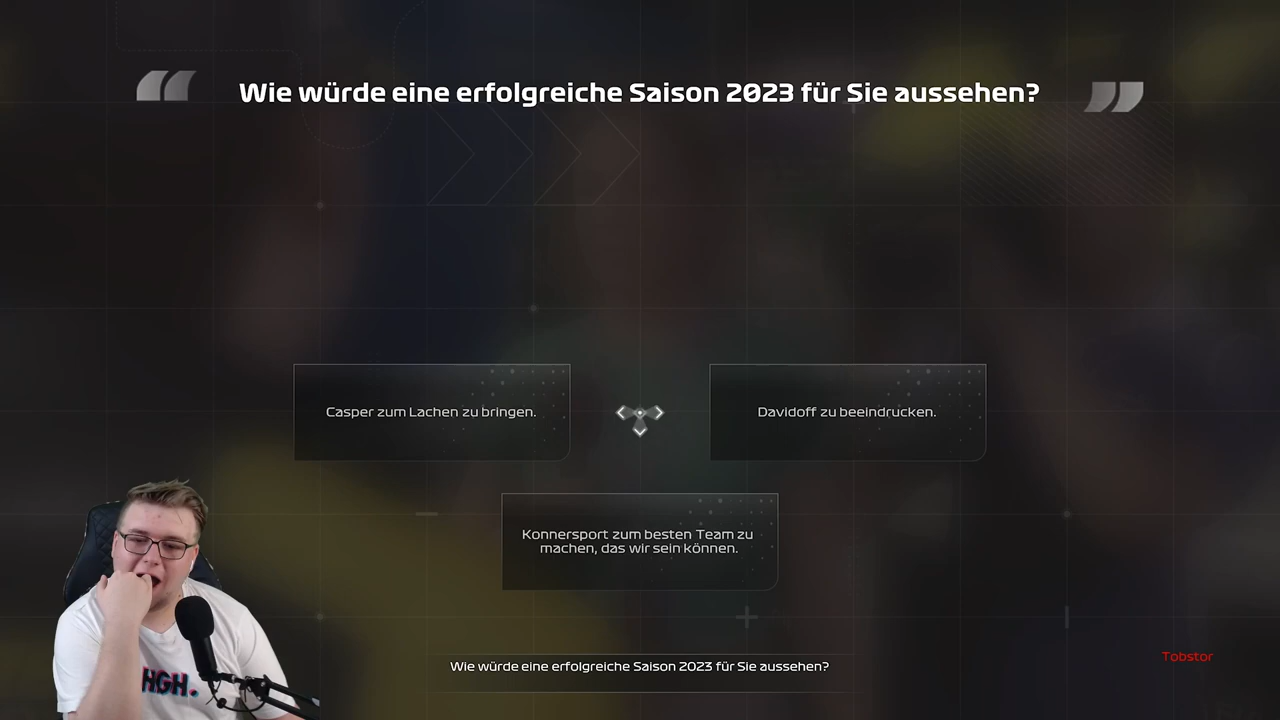 Wie würde eine erfolgreiche Saison 2023 für Sie aussehen?
Casper zum Lachen zu bringen.
Davidoff zu beeindrucken.
Konnersport zum besten Team zu
machen, das wir sein können.
HGH.
Wie würde eine erfolgreiche Saison 2023 für Sie aussehen?
Tobstor